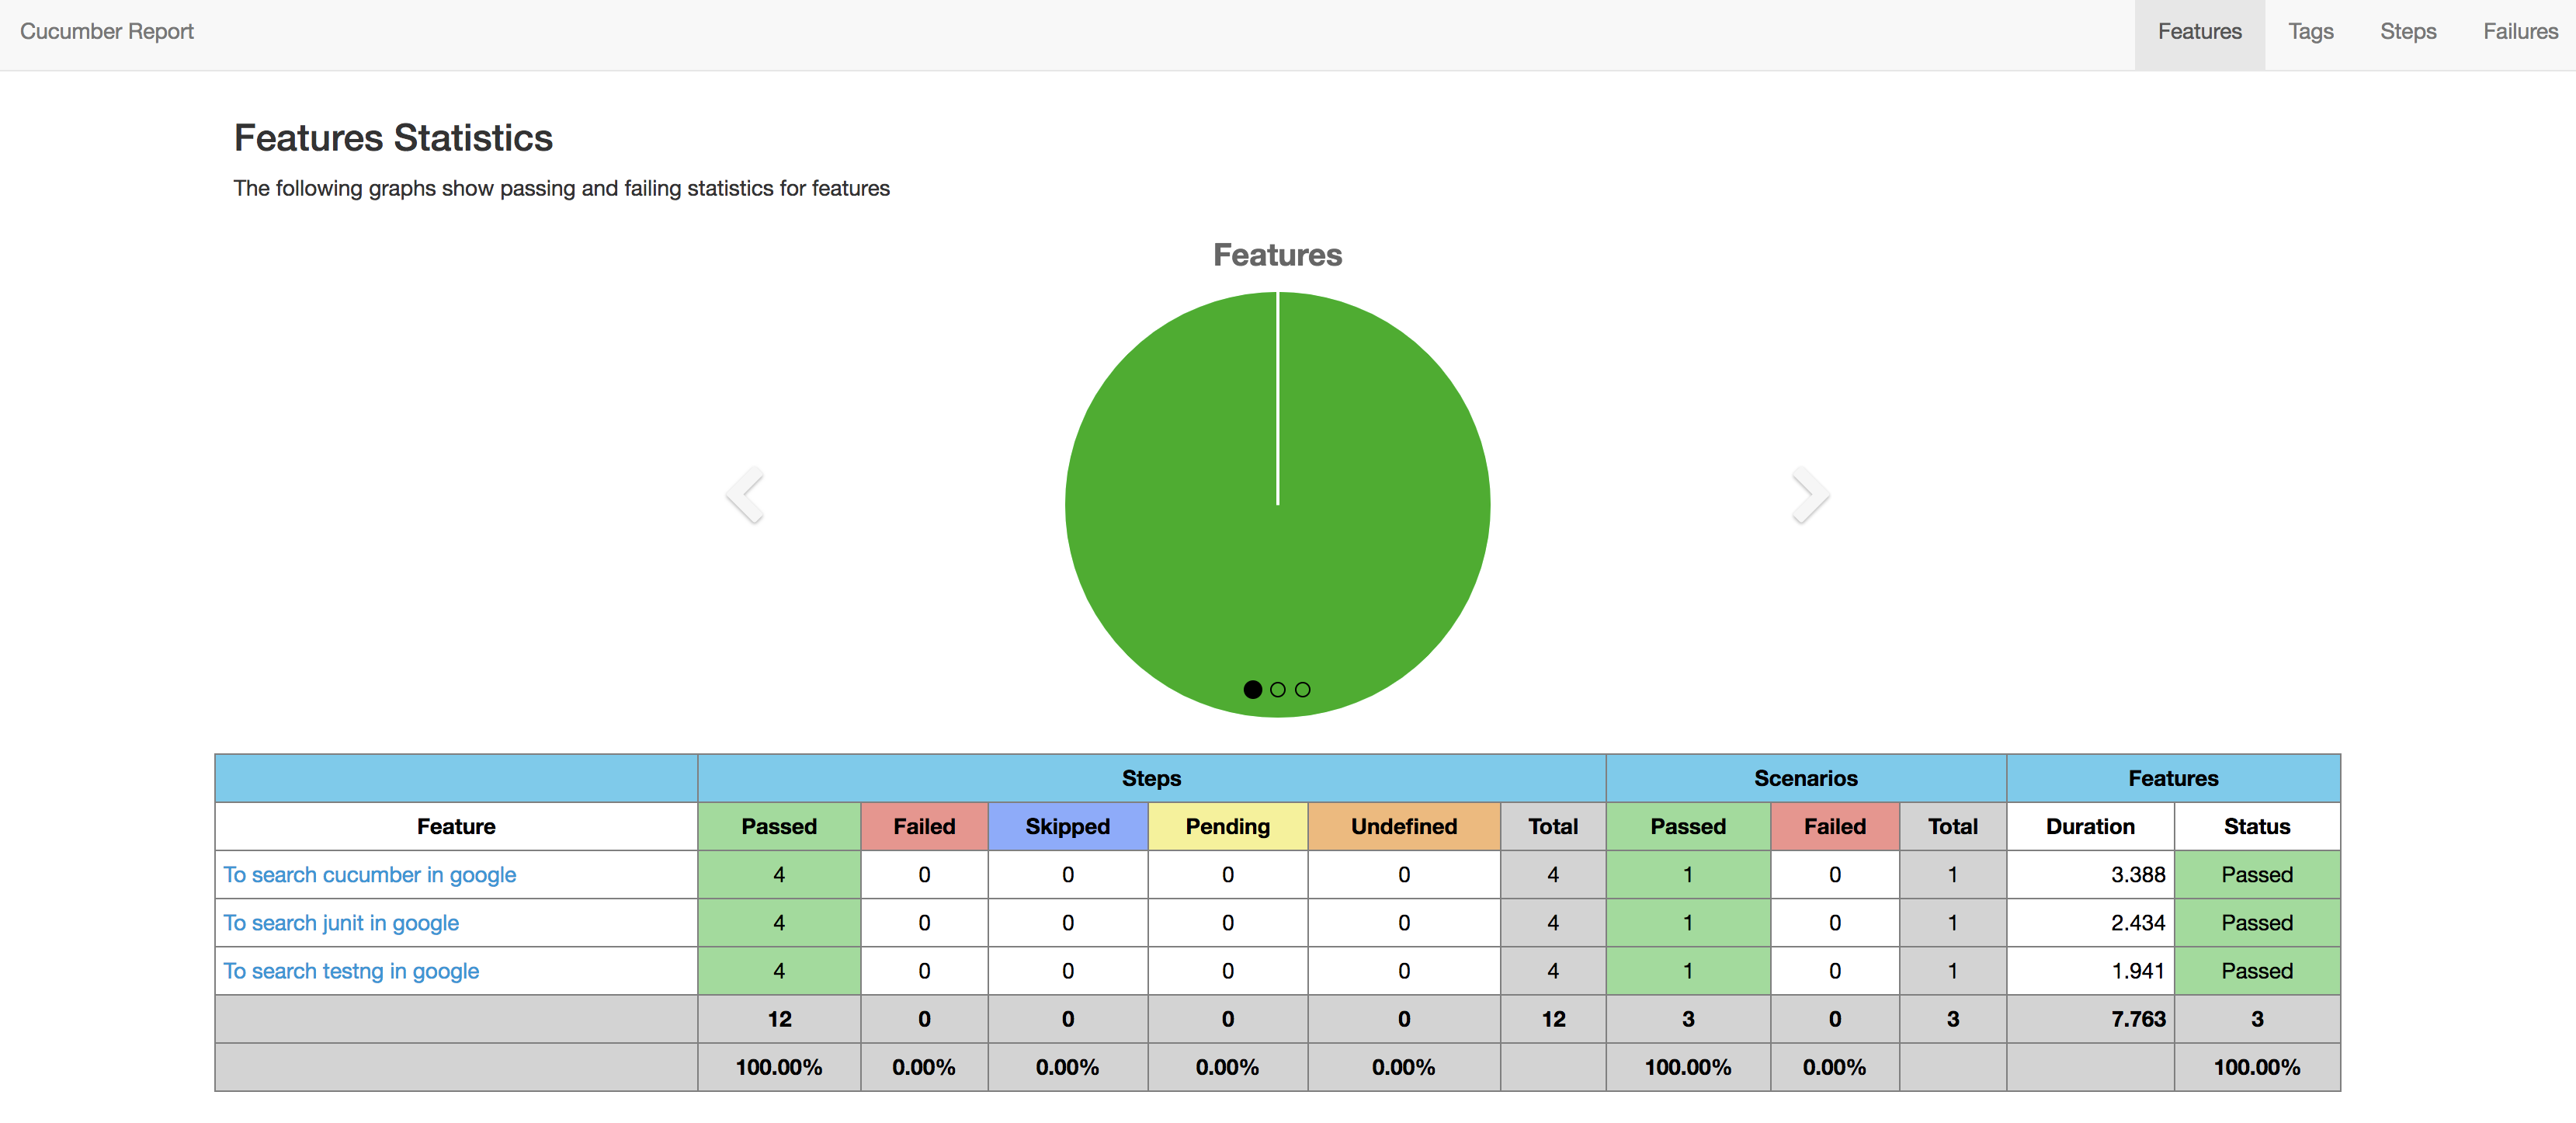 Cucumber Report Features Tags Steps Failures
Features Statistics
The following graphs show passing and failing statistics for features
Features
Steps Scenarios Features
Feature Passed Failed Skipped Pending Undefined Total Passed Failed Total Duration Status
To search cucumber in google 4 0 0 0 0 4 1 0 1 3.388 Passed
To search junit in google 4 0 0 0 0 4 1 0 1 2.434 Passed
To search testng in google 4 0 0 0 0 4 1 0 1 1.941 Passed
12 0 0 0 0 12 3 0 3 7.763 3
100.00% 0.00% 0.00% 0.00% 0.00% 100.00% 0.00% 100.00%